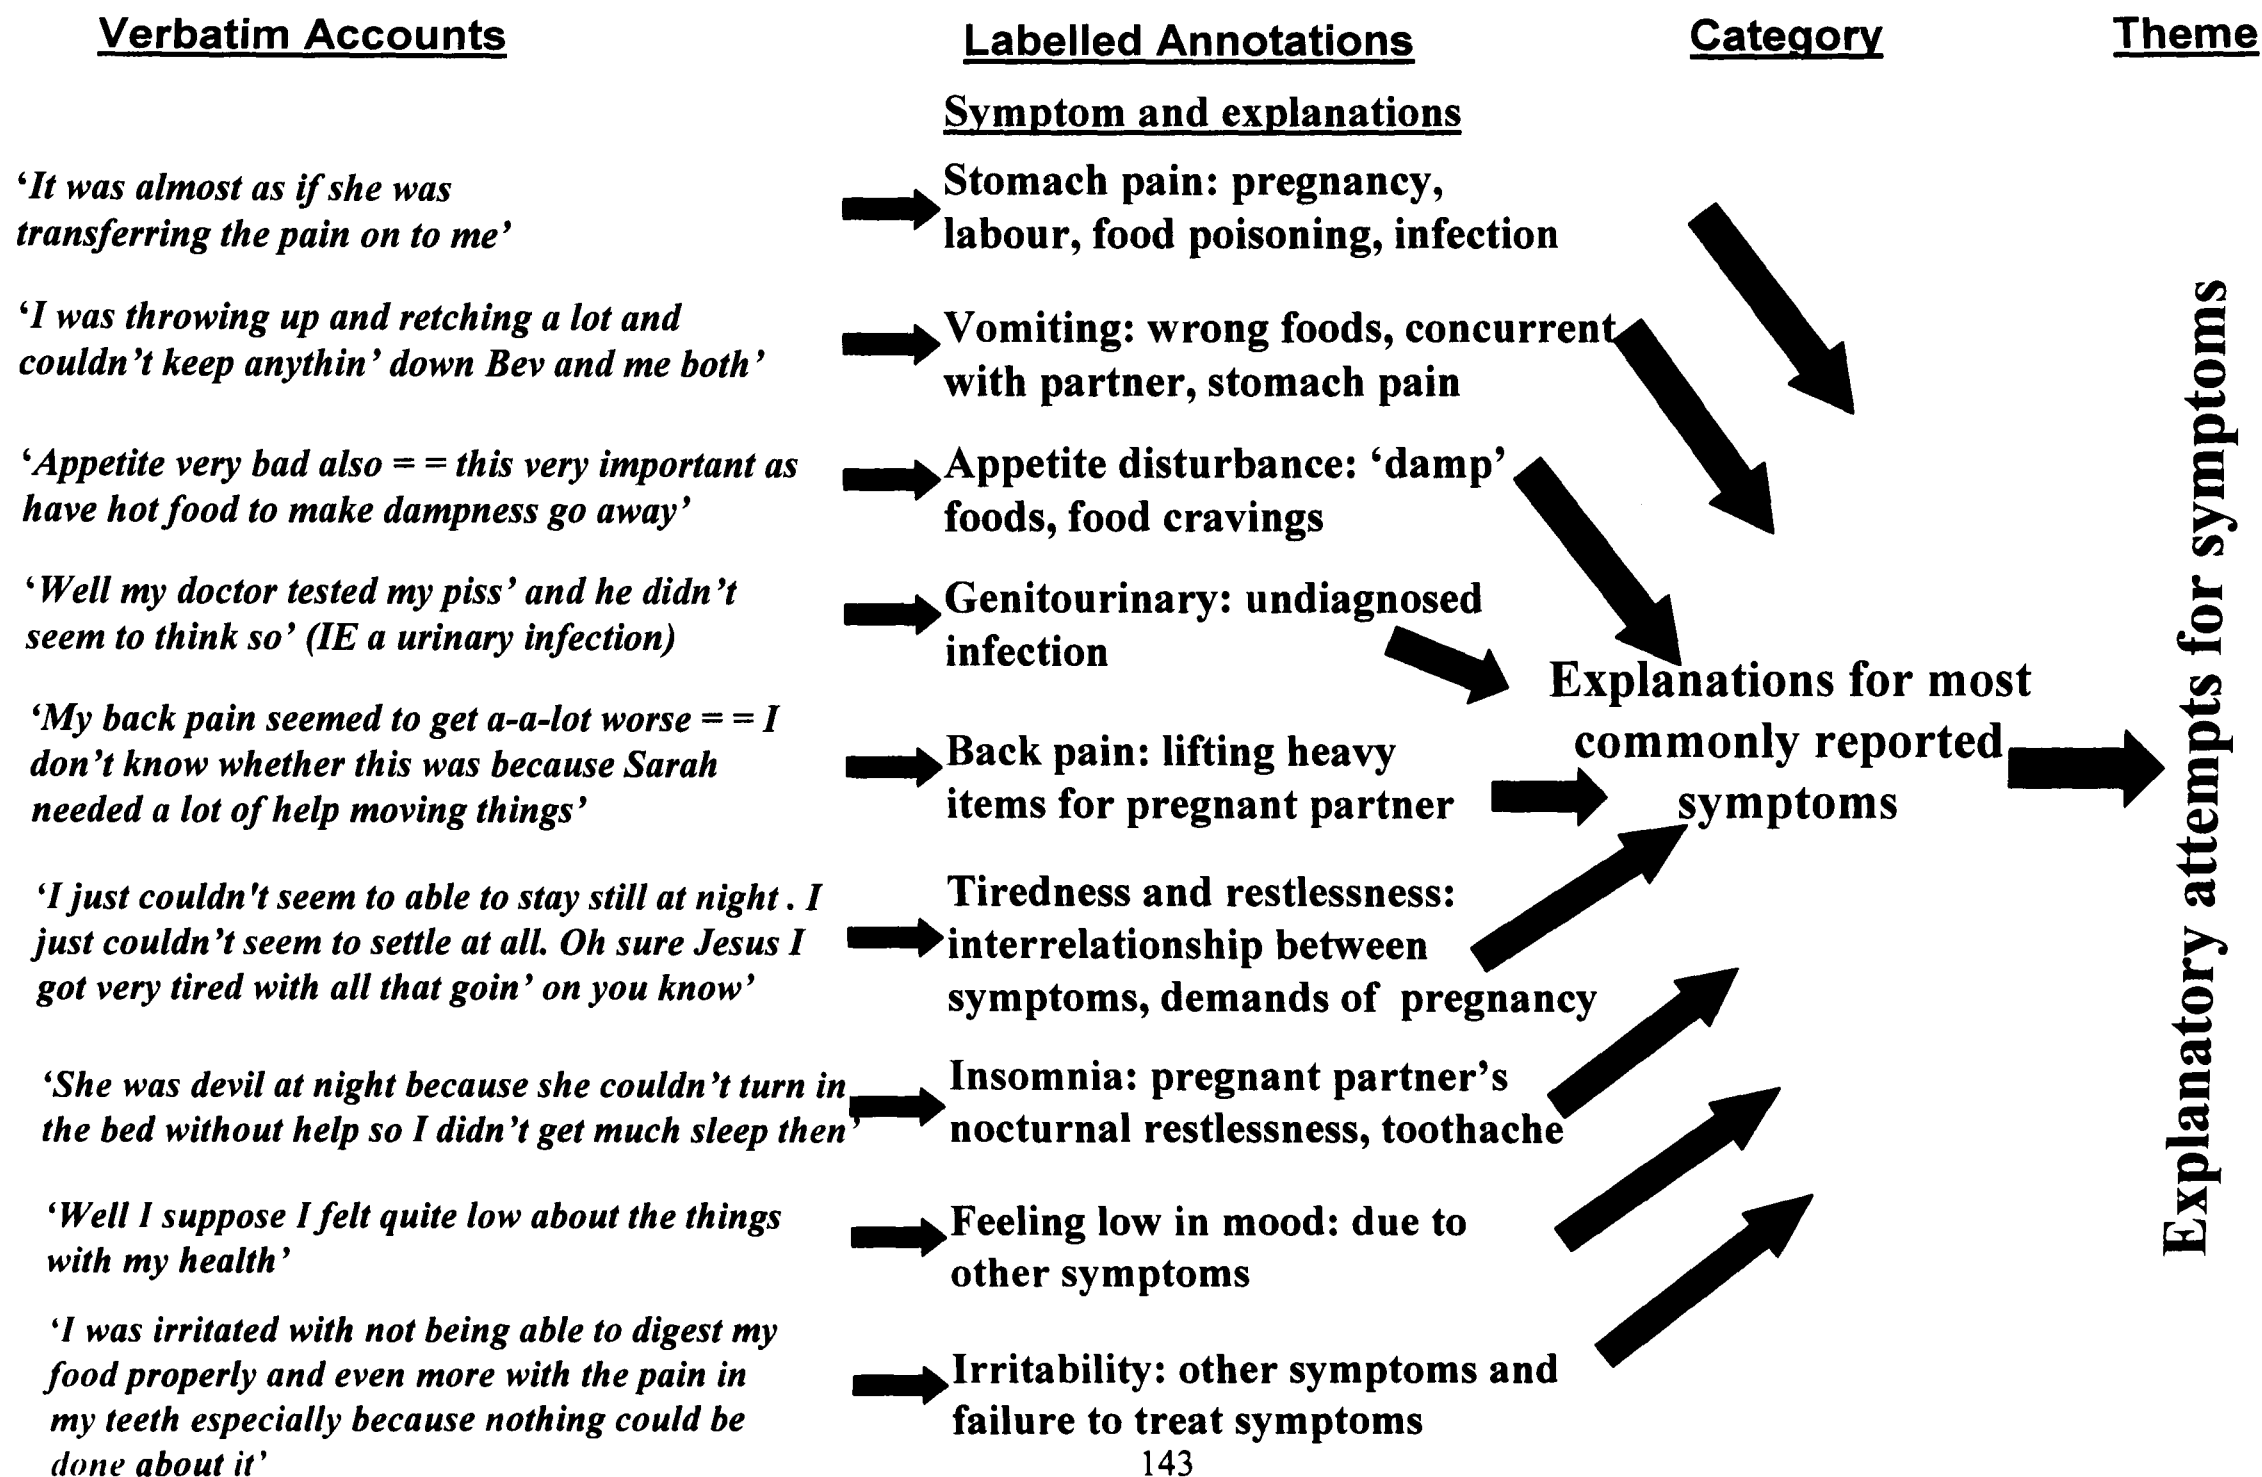 Verbatim Accounts
Labelled Annotations
Category
Theme
Symptom and explanations
‘It was almost as if she was
transferring the pain on to me’
Stomach pain: pregnancy,
labour, food poisoning, infection
‘I was throwing up and retching a lot and
couldn’t keep anythin’ down Bev and me both’
Vomiting: wrong foods, concurrent
with partner, stomach pain
‘Appetite very bad also = = this very important as
have hot food to make dampness go away’
Appetite disturbance: ‘damp’
foods, food cravings
‘Well my doctor tested my piss’ and he didn’t
seem to think so’ (IE a urinary infection)
Genitourinary: undiagnosed
infection
‘My back pain seemed to get a-a-lot worse = = I
don’t know whether this was because Sarah
needed a lot of help moving things’
Back pain: lifting heavy
items for pregnant partner
‘I just couldn't seem to able to stay still at night . I
just couldn’t seem to settle at all. Oh sure Jesus I
got very tired with all that goin’ on you know’
Tiredness and restlessness:
interrelationship between
symptoms, demands of pregnancy
‘She was devil at night because she couldn’t turn in
the bed without help so I didn’t get much sleep then’
Insomnia: pregnant partner’s
nocturnal restlessness, toothache
‘Well I suppose I felt quite low about the things
with my health’
Feeling low in mood: due to
other symptoms
‘I was irritated with not being able to digest my
food properly and even more with the pain in
my teeth especially because nothing could be
done about it’
Irritability: other symptoms and
failure to treat symptoms
Explanations for most
commonly reported
symptoms
Explanatory attempts for symptoms
143